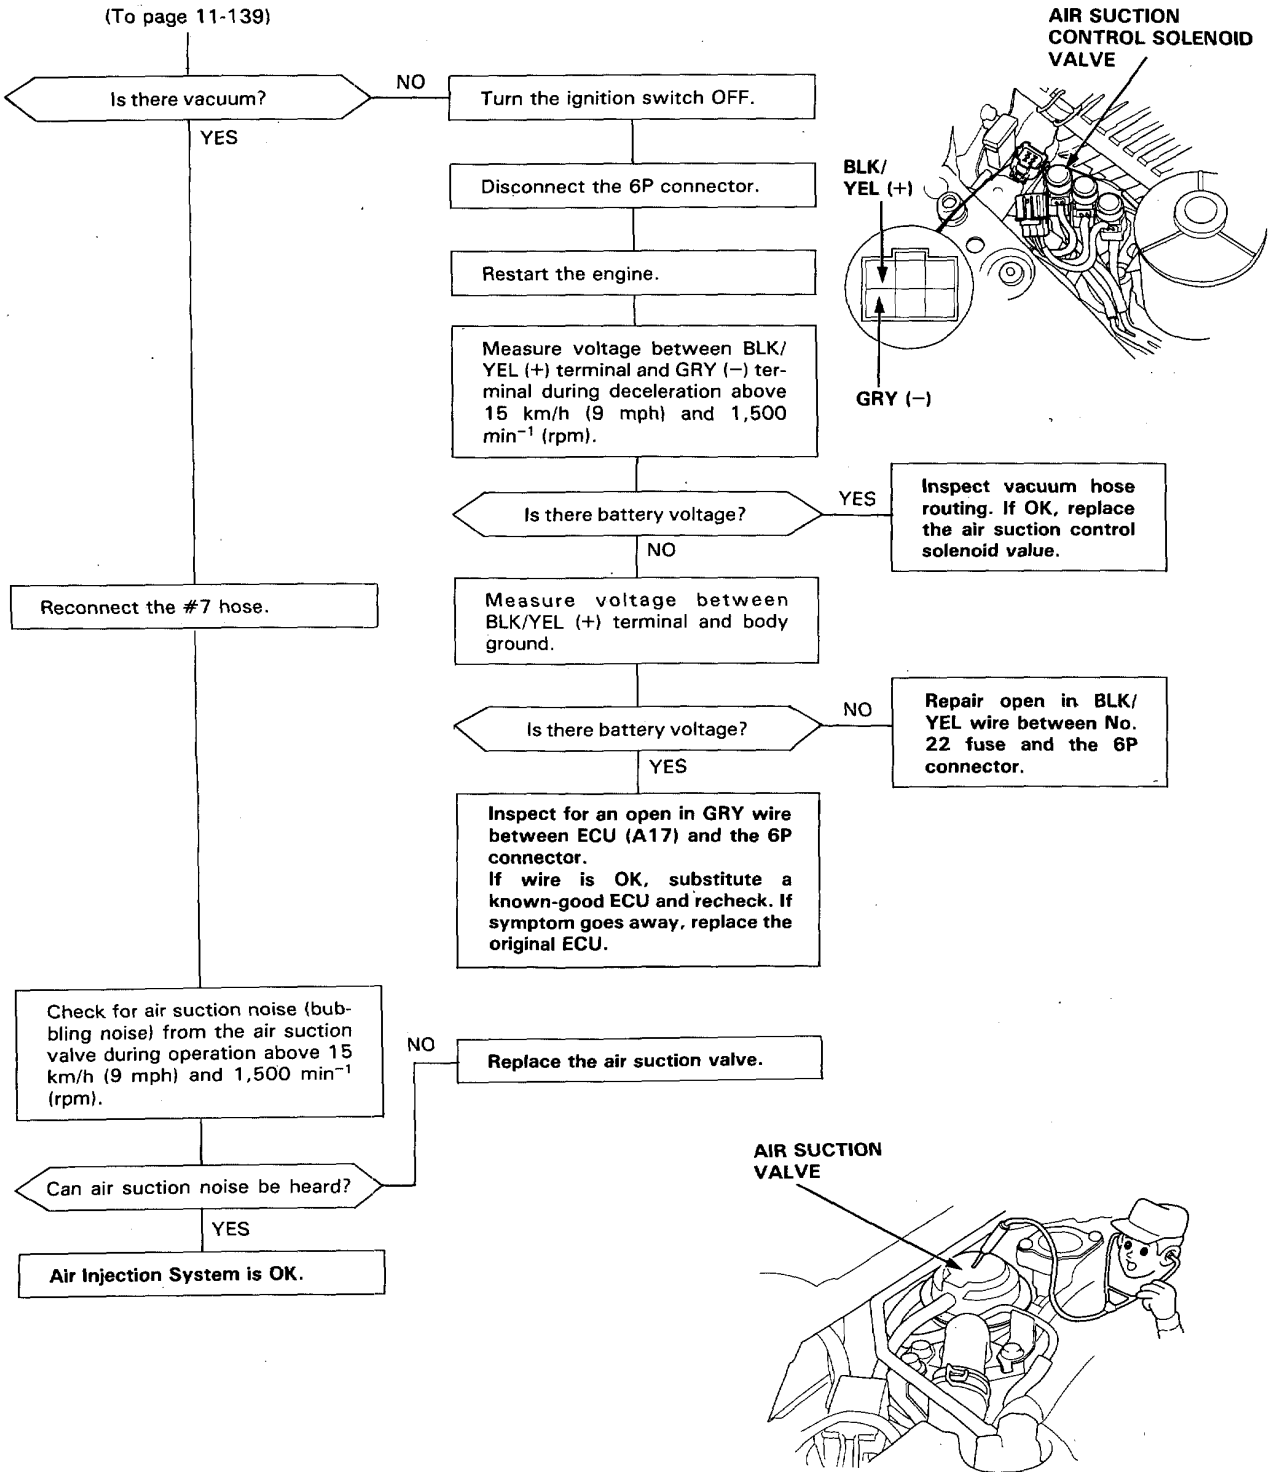 (To page 11-139)
Is there vacuum?
NO
YES
Turn the ignition switch OFF.
Disconnect the 6P connector.
Restart the engine.
Measure voltage between BLK/
YEL (+) terminal and GRY (−) ter-
minal during deceleration above
15 km/h (9 mph) and 1,500
min⁻¹ (rpm).
AIR SUCTION
CONTROL SOLENOID
VALVE
BLK/
YEL (+)
GRY (−)
Is there battery voltage?
YES
Inspect vacuum hose
routing. If OK, replace
the air suction control
solenoid value.
NO
Measure voltage between
BLK/YEL (+) terminal and body
ground.
Is there battery voltage?
NO
Repair open in BLK/
YEL wire between No.
22 fuse and the 6P
connector.
YES
Inspect for an open in GRY wire
between ECU (A17) and the 6P
connector.
If wire is OK, substitute a
known-good ECU and recheck. If
symptom goes away, replace the
original ECU.
Reconnect the #7 hose.
Check for air suction noise (bub-
bling noise) from the air suction
valve during operation above 15
km/h (9 mph) and 1,500 min⁻¹
(rpm).
Can air suction noise be heard?
NO
Replace the air suction valve.
YES
Air Injection System is OK.
AIR SUCTION
VALVE